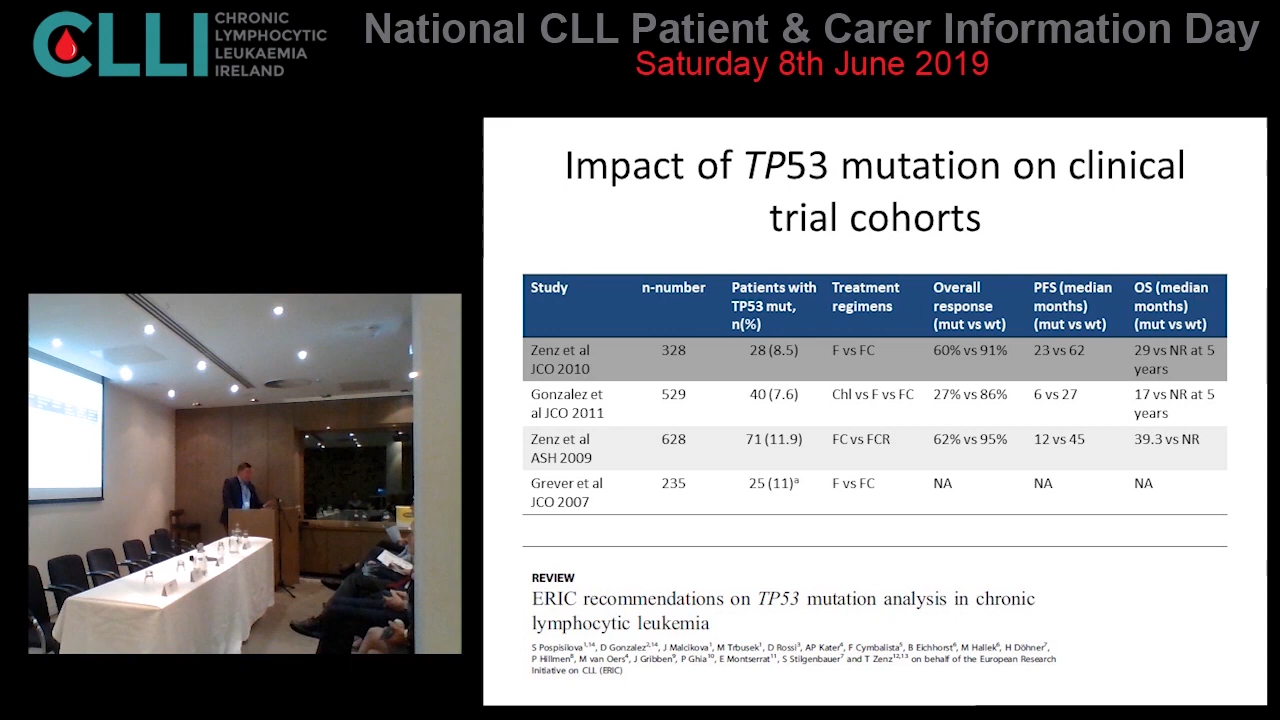 CLLI
CHRONIC
LYMPHOCYTIC
LEUKAEMIA
IRELAND
National CLL Patient & Carer Information Day
Saturday 8th June 2019
Impact of TP53 mutation on clinical
trial cohorts
Study n-number Patients with TP53 mut, n(%) Treatment regimens Overall response (mut vs wt) PFS (median months) (mut vs wt) OS (median months) (mut vs wt)
Zenz et al JCO 2010 328 28 (8.5) F vs FC 60% vs 91% 23 vs 62 29 vs NR at 5 years
Gonzalez et al JCO 2011 529 40 (7.6) Chl vs F vs FC 27% vs 86% 6 vs 27 17 vs NR at 5 years
Zenz et al ASH 2009 628 71 (11.9) FC vs FCR 62% vs 95% 12 vs 45 39.3 vs NR
Grever et al JCO 2007 235 25 (11)ᵃ F vs FC NA NA NA
REVIEW
ERIC recommendations on TP53 mutation analysis in chronic
lymphocytic leukemia
S Pospisilova¹,¹⁴, D Gonzalez²,¹⁴, J Malcikova¹, M Trbusek¹, D Rossi³, AP Kater⁴, F Cymbalista⁵, B Eichhorst⁶, M Hallek⁶, H Döhner⁷,
P Hillmen⁸, M van Oers⁴, J Gribben⁹, P Ghia¹⁰, E Montserrat¹¹, S Stilgenbauer⁷ and T Zenz¹²,¹³ on behalf of the European Research
Initiative on CLL (ERIC)